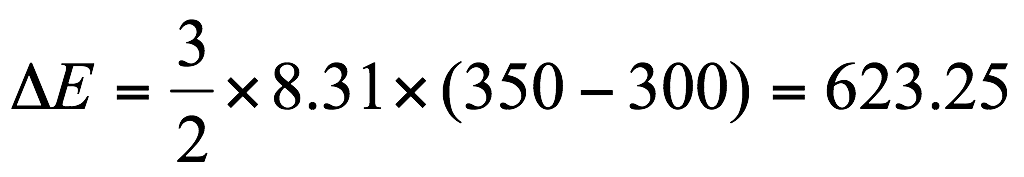 ΔE = 3/2 × 8.31 × (350 − 300) = 623.25